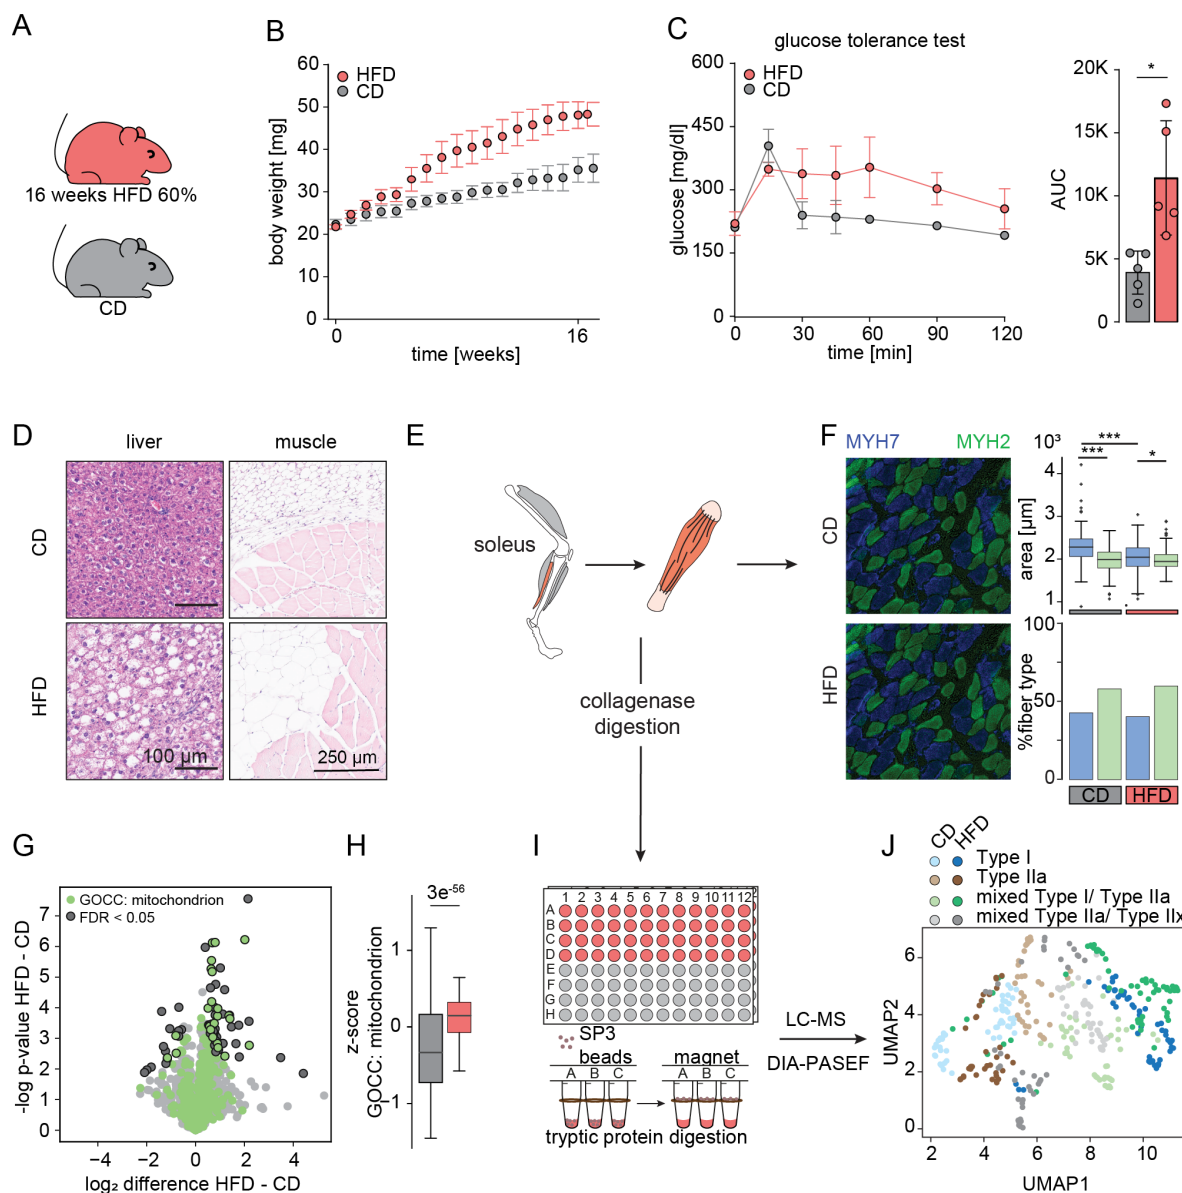 A
16 weeks HFD 60%
CD
B
HFD
CD
body weight [mg]
60
50
40
30
20
10
0
0
16
time [weeks]
C
glucose tolerance test
HFD
CD
glucose [mg/dl]
600
450
300
150
0
0
30
60
90
120
time [min]
AUC
20K
15K
10K
5K
0
*
D
liver
muscle
CD
HFD
100 µm
250 µm
E
soleus
collagenase
digestion
F
MYH7
MYH2
CD
HFD
10³
area [µm]
4
3
2
1
***
***
*
%fiber type
100
50
0
CD
HFD
G
GOCC: mitochondrion
FDR < 0.05
-log p-value HFD - CD
7
6
5
4
3
2
1
0
−4
−2
0
2
4
log₂ difference HFD - CD
H
3e⁻⁵⁶
z-score
GOCC: mitochondrion
1
0
−1
I
1 2 3 4 5 6 7 8 9 10 11 12
A
B
C
D
E
F
G
H
SP3
beads
magnet
A B C
A B C
tryptic protein digestion
LC-MS
DIA-PASEF
J
CD
HFD
Type I
Type IIa
mixed Type I/ Type IIa
mixed Type IIa/ Type IIx
UMAP2
6
4
2
0
2
4
6
8
10
UMAP1